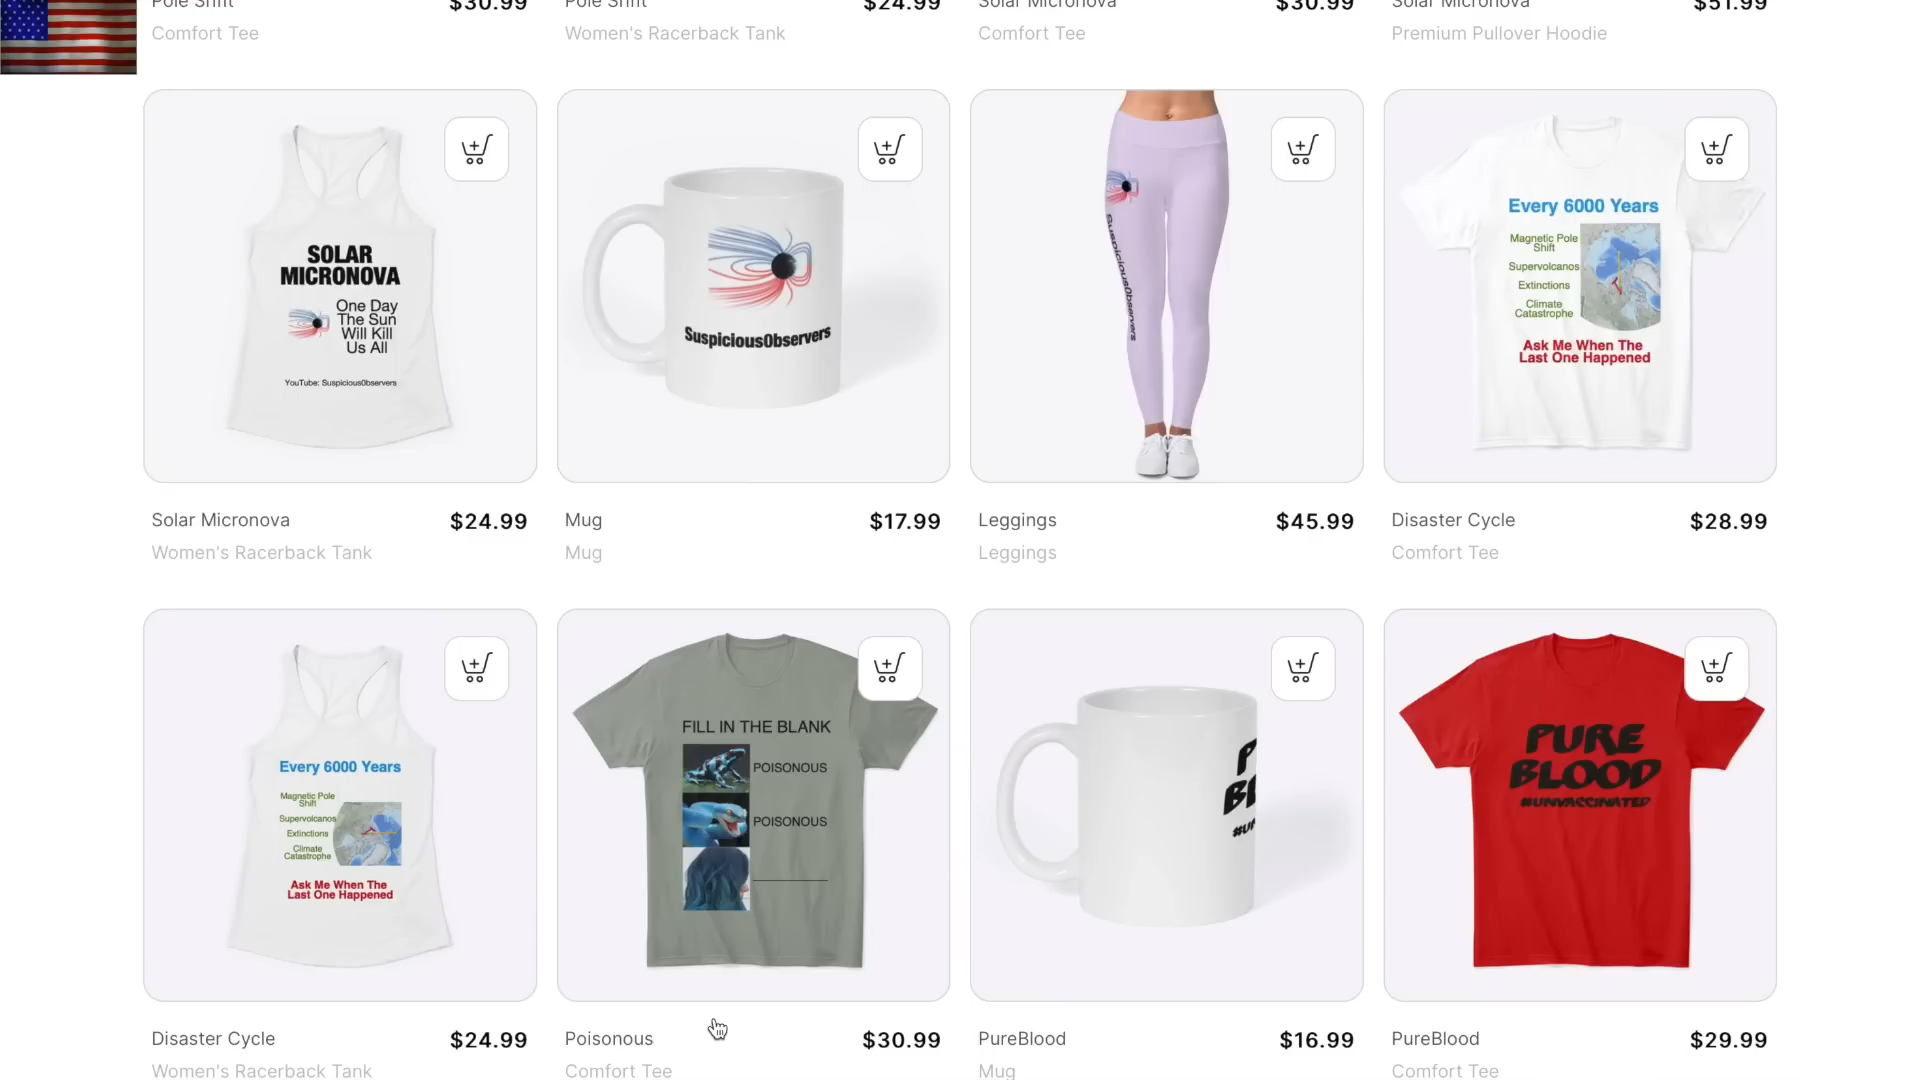 Pole Shift
$30.99
Pole Shift
$24.99
Solar Micronova
$30.99
Solar Micronova
$51.99
Comfort Tee
Women's Racerback Tank
Comfort Tee
Premium Pullover Hoodie
SOLAR
MICRONOVA
One Day
The Sun
Will Kill
Us All
YouTube: Suspicious0bservers
Suspicious0bservers
Suspicious0bservers
Every 6000 Years
Magnetic Pole
Shift
Supervolcanos
Extinctions
Climate
Catastrophe
Ask Me When The
Last One Happened
Solar Micronova
$24.99
Mug
$17.99
Leggings
$45.99
Disaster Cycle
$28.99
Women's Racerback Tank
Mug
Leggings
Comfort Tee
Every 6000 Years
Magnetic Pole
Shift
Supervolcanos
Extinctions
Climate
Catastrophe
Ask Me When The
Last One Happened
FILL IN THE BLANK
POISONOUS
POISONOUS
P
BL
#UN
PURE
BLOOD
#UNVACCINATED
Disaster Cycle
$24.99
Poisonous
$30.99
PureBlood
$16.99
PureBlood
$29.99
Women's Racerback Tank
Comfort Tee
Mug
Comfort Tee